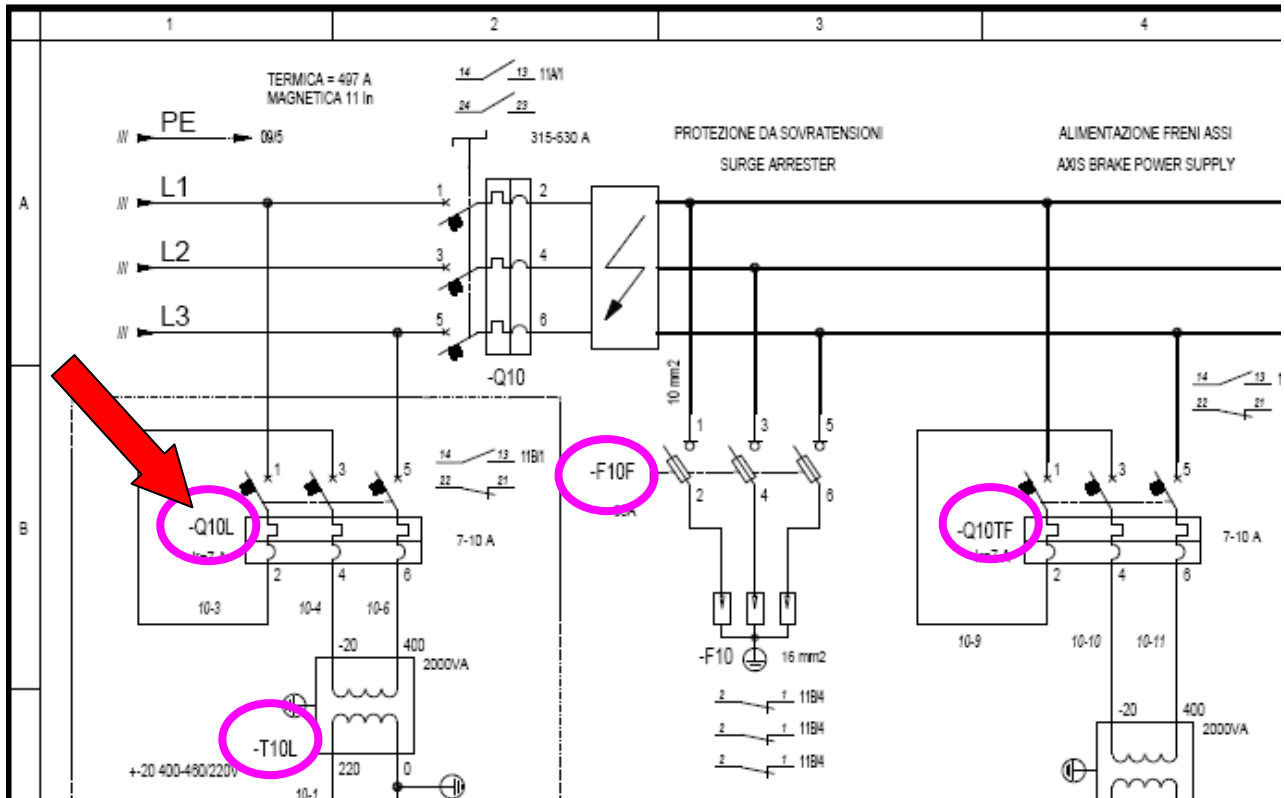 1 2 3 4
TERMICA = 497 A
MAGNETICA 11 In
14 13 11A/1
24 23
315-630 A
PROTEZIONE DA SOVRATENSIONI
SURGE ARRESTER
ALIMENTAZIONE FRENI ASSI
AXIS BRAKE POWER SUPPLY
/// PE 09/5
A
/// L1 1 2
/// L2 3 4
/// L3 5 6
-Q10
10 mm2
14 13 1
22 21
14 13 11B/1
22 21
1 3 5
1 3 5
1 3 5
B
-Q10L
7-10 A
2 4 6
-F10F
2 4 6
-Q10TF
7-10 A
2 4 6
10-3 10-4 10-6
10-9 10-10 10-11
-20 400
2000VA
-F10 16 mm2
2 1 11B/4
2 1 11B/4
2 1 11B/4
-20 400
2000VA
-T10L
+-20 400-460/220V
220 0
10-1